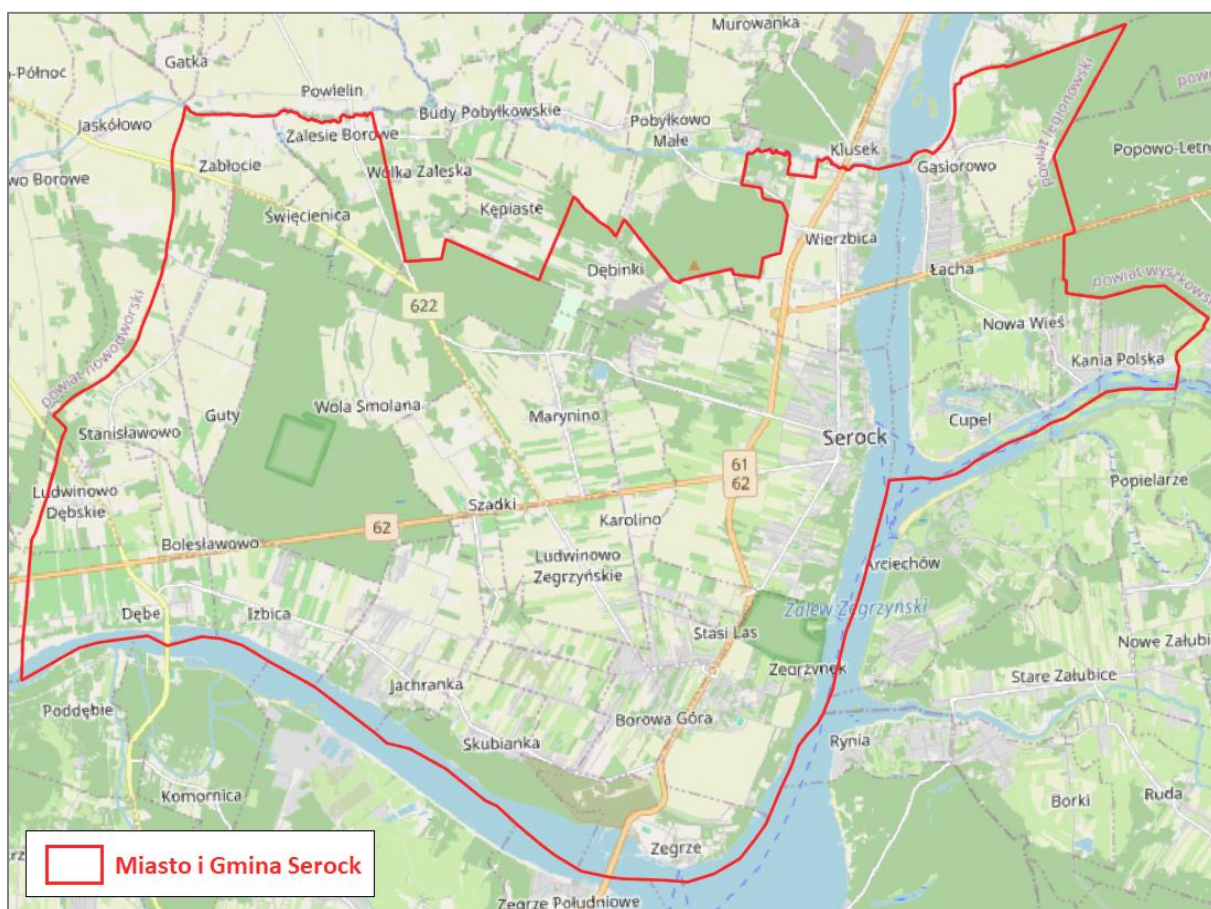 Murowanka
Gatka
o-Północ
Powielin
Jaskółowo
Budy Pobyłkowskie
Pobyłkowo
Małe
Zalesie Borowe
Klusek
powiat legionowski
powiat
Popowo-Letn
Zabłocie
Gąsiorowo
wo Borowe
Wólka Zaleska
Święcienica
Kępiaste
Wierzbica
Dębinki
Łacha
622
powiat wyszkowsk
powiat nowodworski
Nowa Wieś
Kania Polska
Guty
Wola Smolana
Marynino
Cupel
Stanisławowo
Serock
61
62
Ludwinowo
Dębskie
Szadki
Popielarze
62
Karolino
Bolesławowo
Ludwinowo
Zegrzyńskie
Arciechów
Dębe
Izbica
Zalew Zegrzyński
Stasi Las
Nowe Załubi
Zegrzynek
Stare Załubice
Jachranka
Poddębie
Borowa Góra
Skubianka
Rynia
Komornica
Borki
Ruda
Zegrze
Miasto i Gmina Serock
Zegrze Południowe